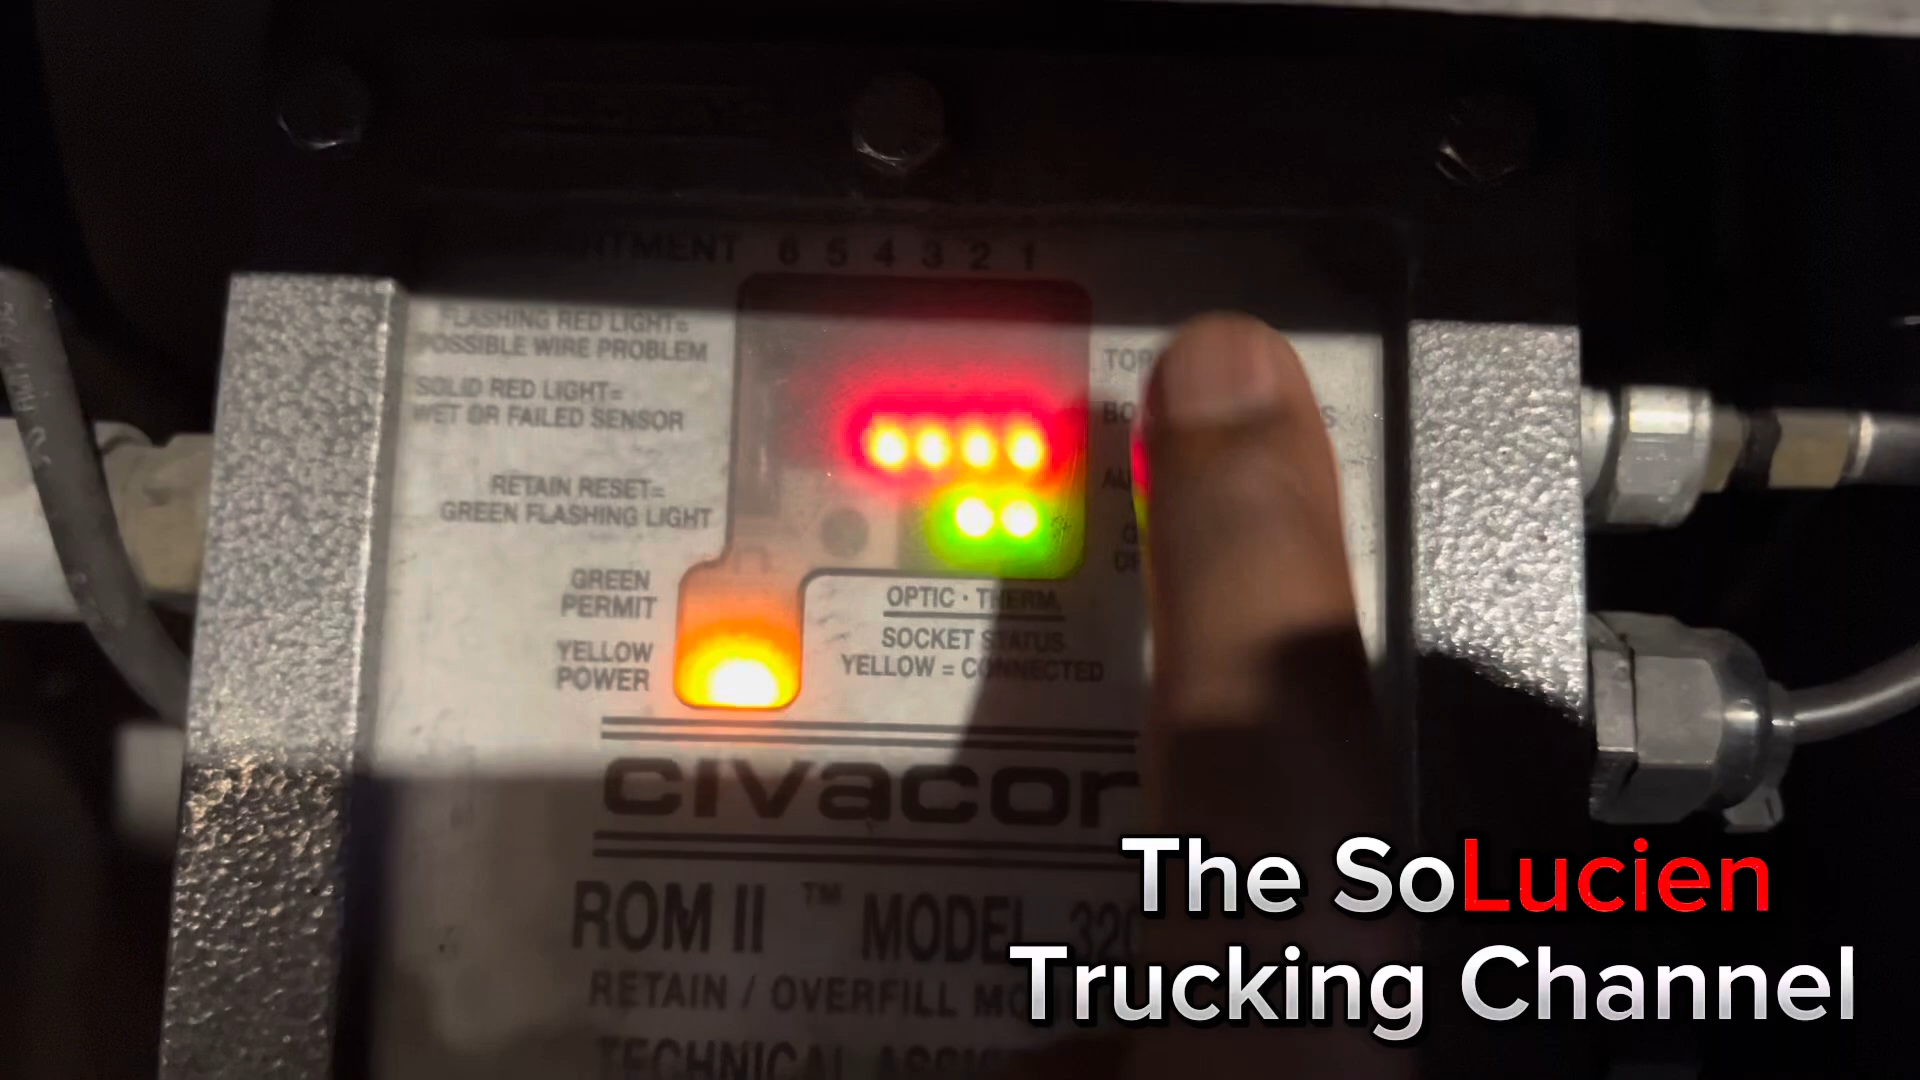 6 5 4 3 2 1
FLASHING RED LIGHT=
POSSIBLE WIRE PROBLEM
SOLID RED LIGHT=
WET OR FAILED SENSOR
RETAIN RESET=
GREEN FLASHING LIGHT
GREEN
PERMIT
YELLOW
POWER
OPTIC · THERM.
SOCKET STATUS
YELLOW = CONNECTED
civacon
ROM II ™ MODEL
RETAIN / OVERFILL
TECHNICAL
The SoLucien
Trucking Channel